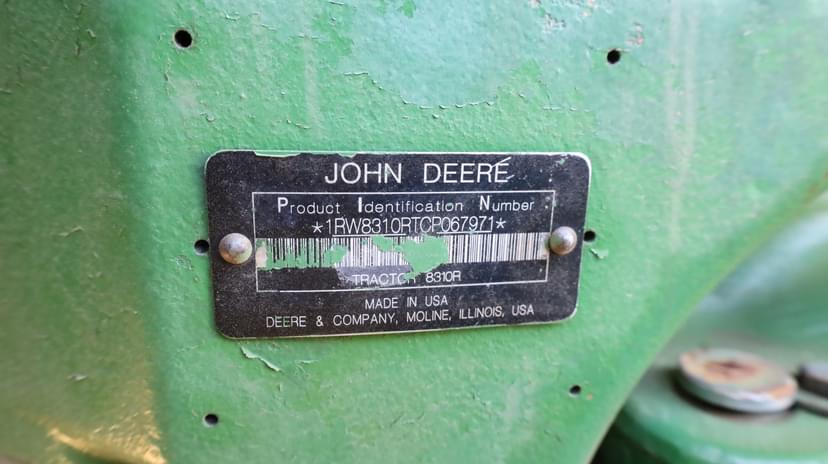 JOHN DEERE
Product Identification Number
*1RW8310RTCP067971*
TRACTOR 8310R
MADE IN USA
DEERE & COMPANY, MOLINE, ILLINOIS, USA